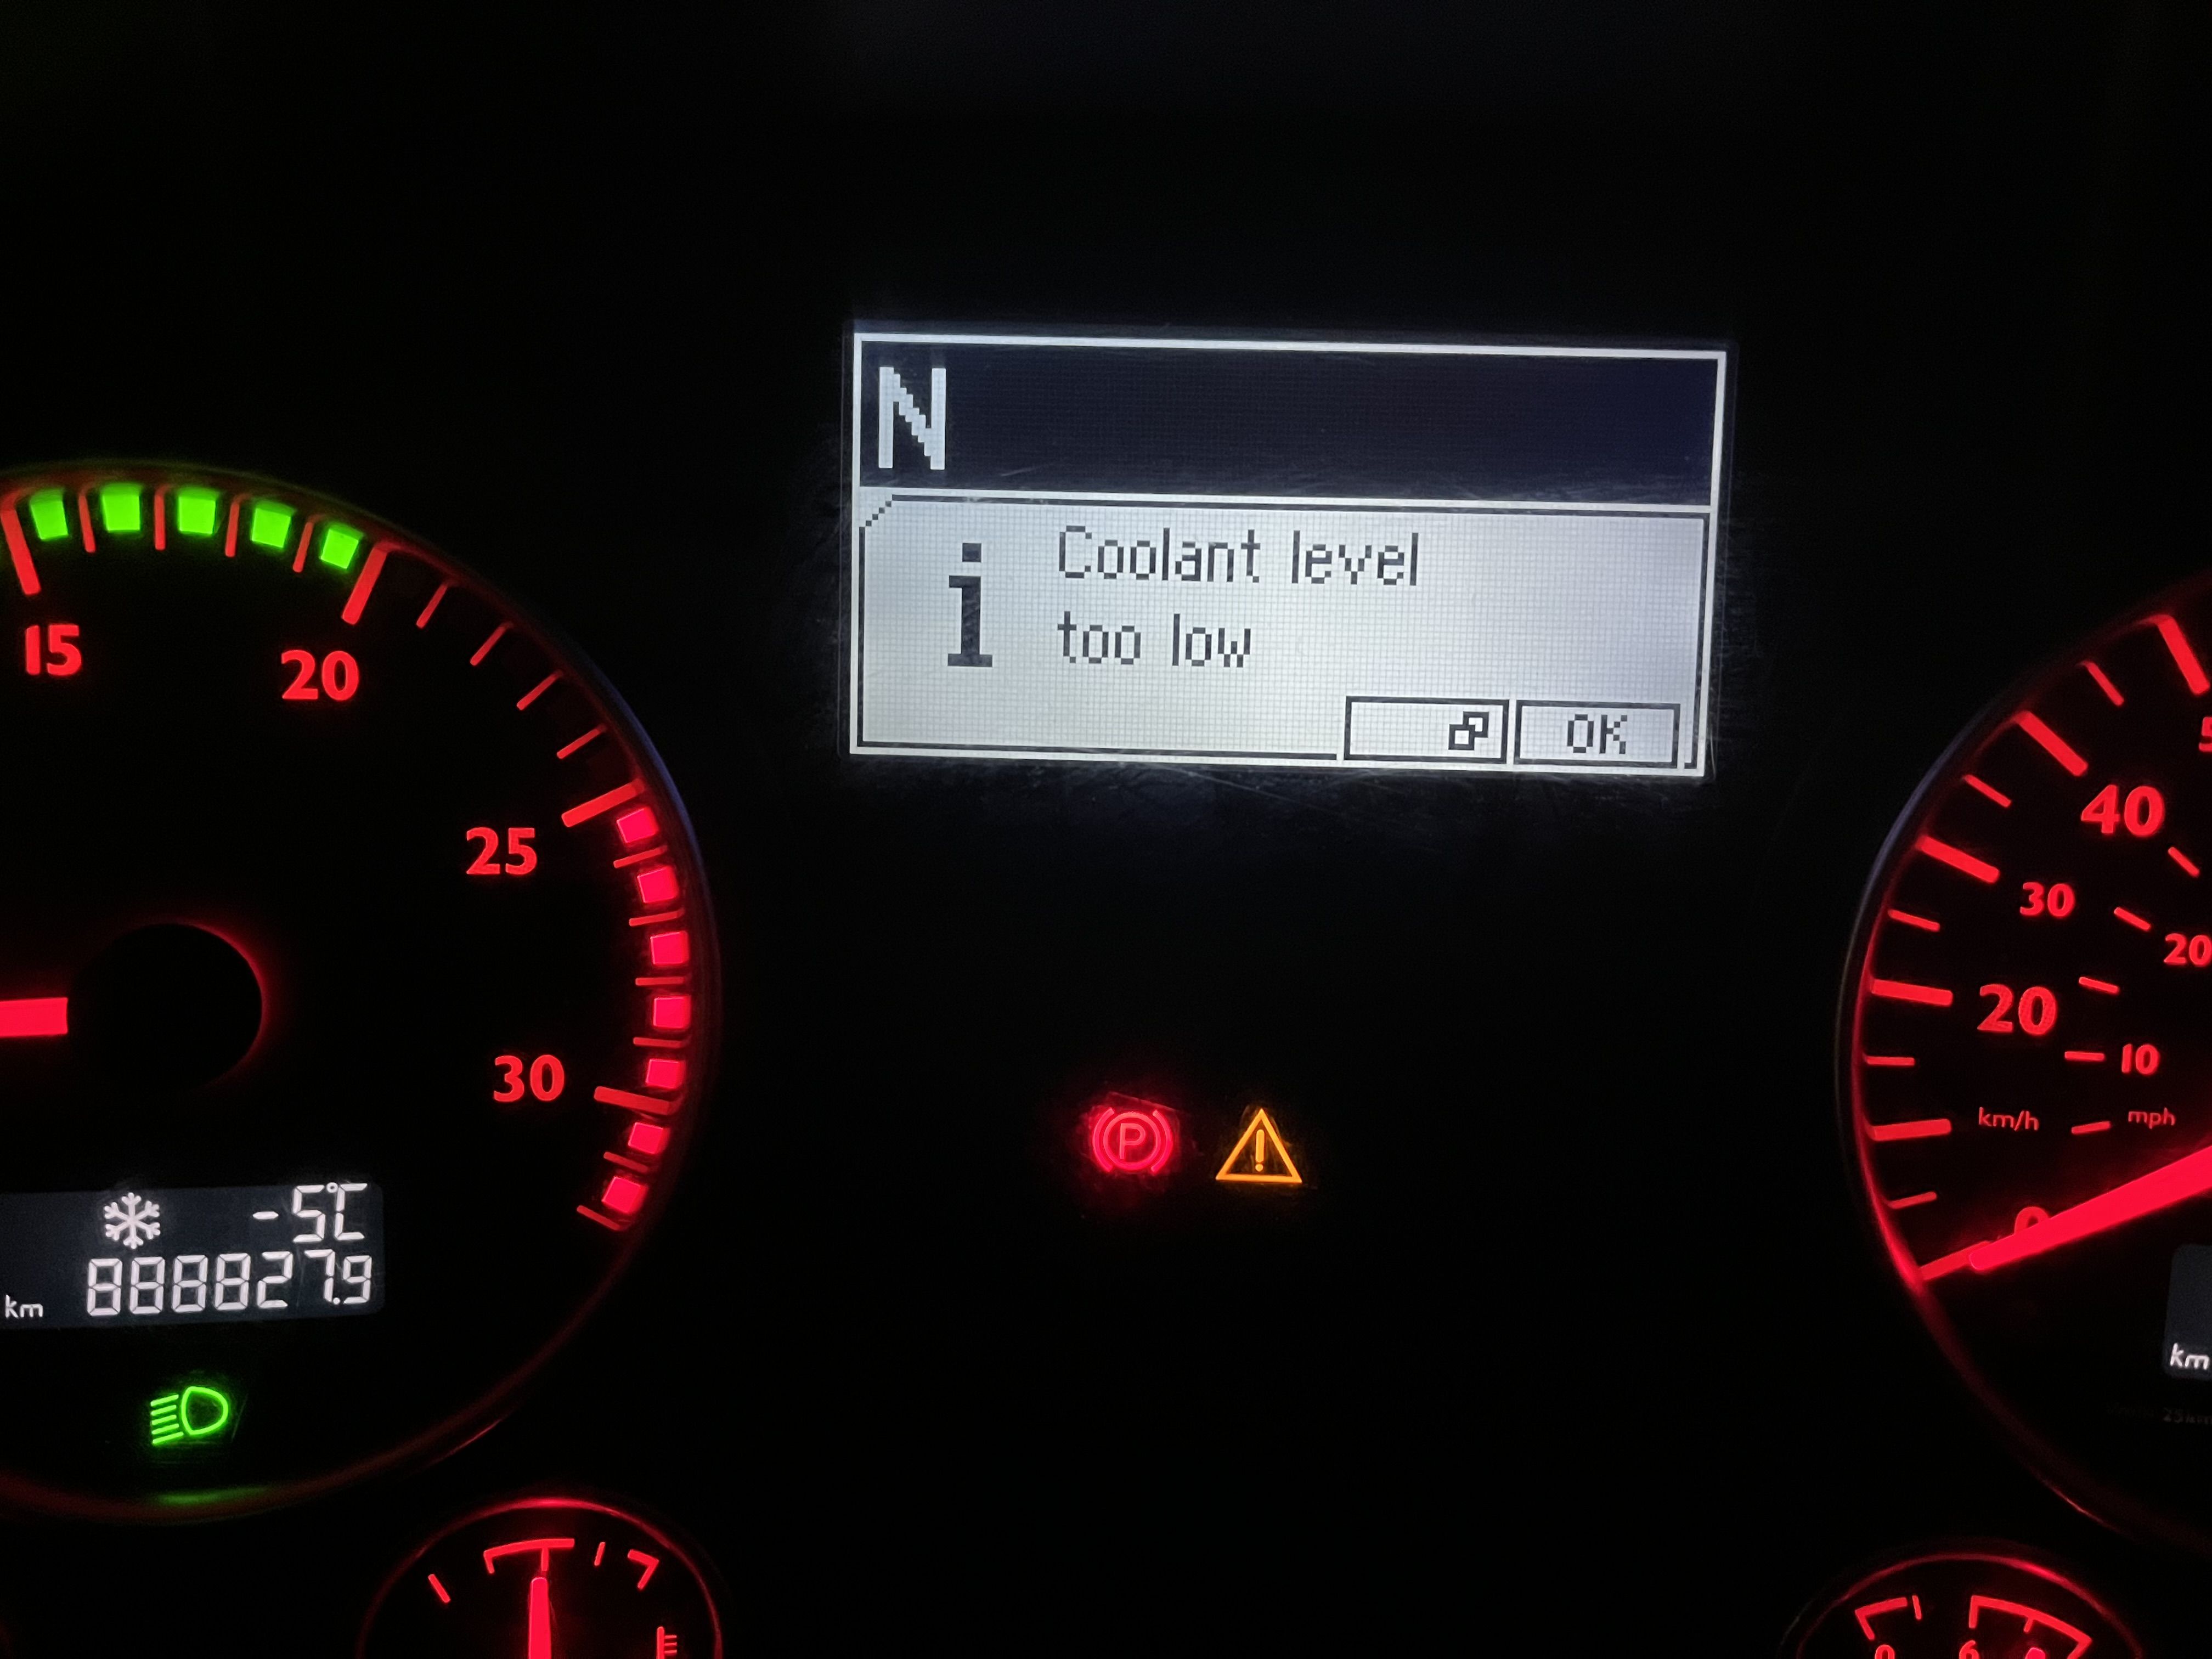 N
Coolant level
too low
OK
15
20
25
30
-5°C
km 888827.9
P
40
30
20
20
10
km/h
mph
0
km